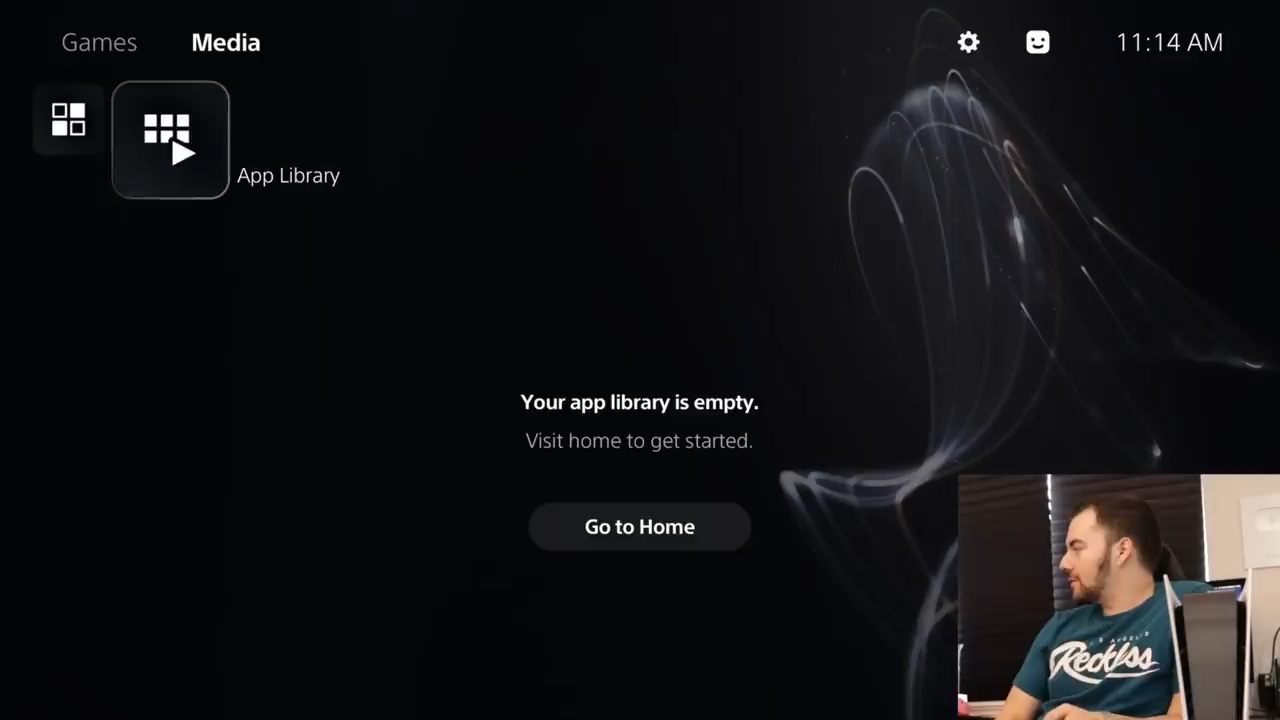 Games
Media
11:14 AM
App Library
Your app library is empty.
Visit home to get started.
Go to Home
Reckless